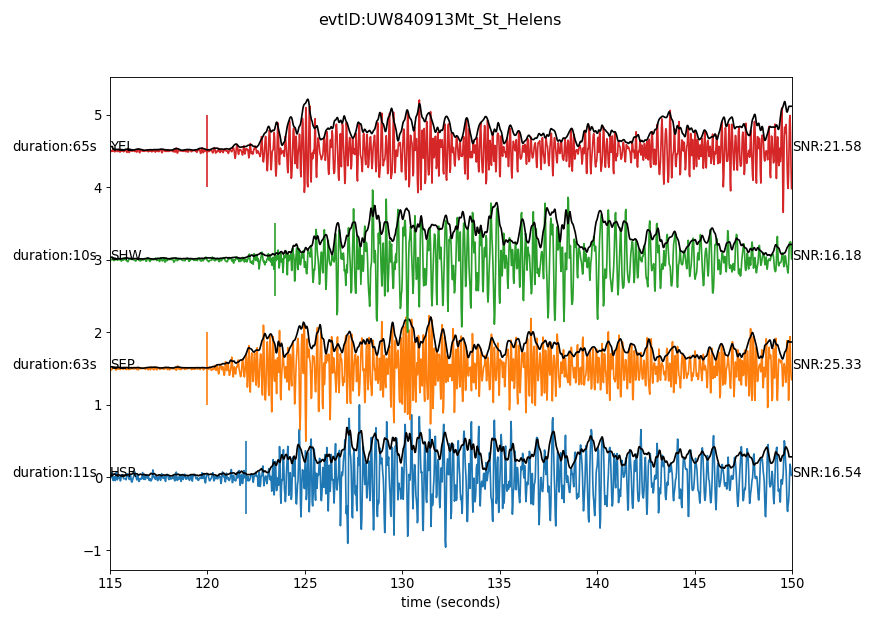 evtID:UW840913Mt_St_Helens
5
duration:65s YEL SNR:21.58
4
duration:10s 3 SHW SNR:16.18
2
duration:63s SEP SNR:25.33
1
duration:11s HSR SNR:16.54
0
−1
115 120 125 130 135 140 145 150
time (seconds)